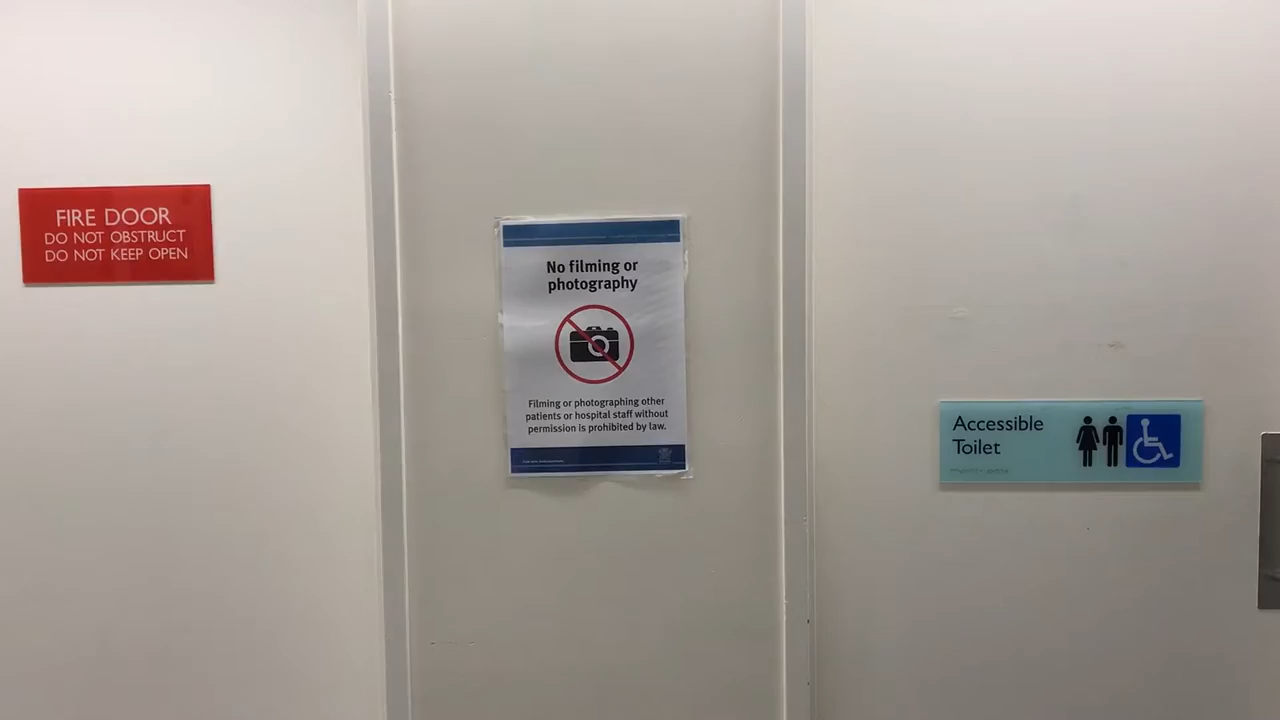 FIRE DOOR
DO NOT OBSTRUCT
DO NOT KEEP OPEN
No filming or
photography
Filming or photographing other
patients or hospital staff without
permission is prohibited by law.
Accessible
Toilet